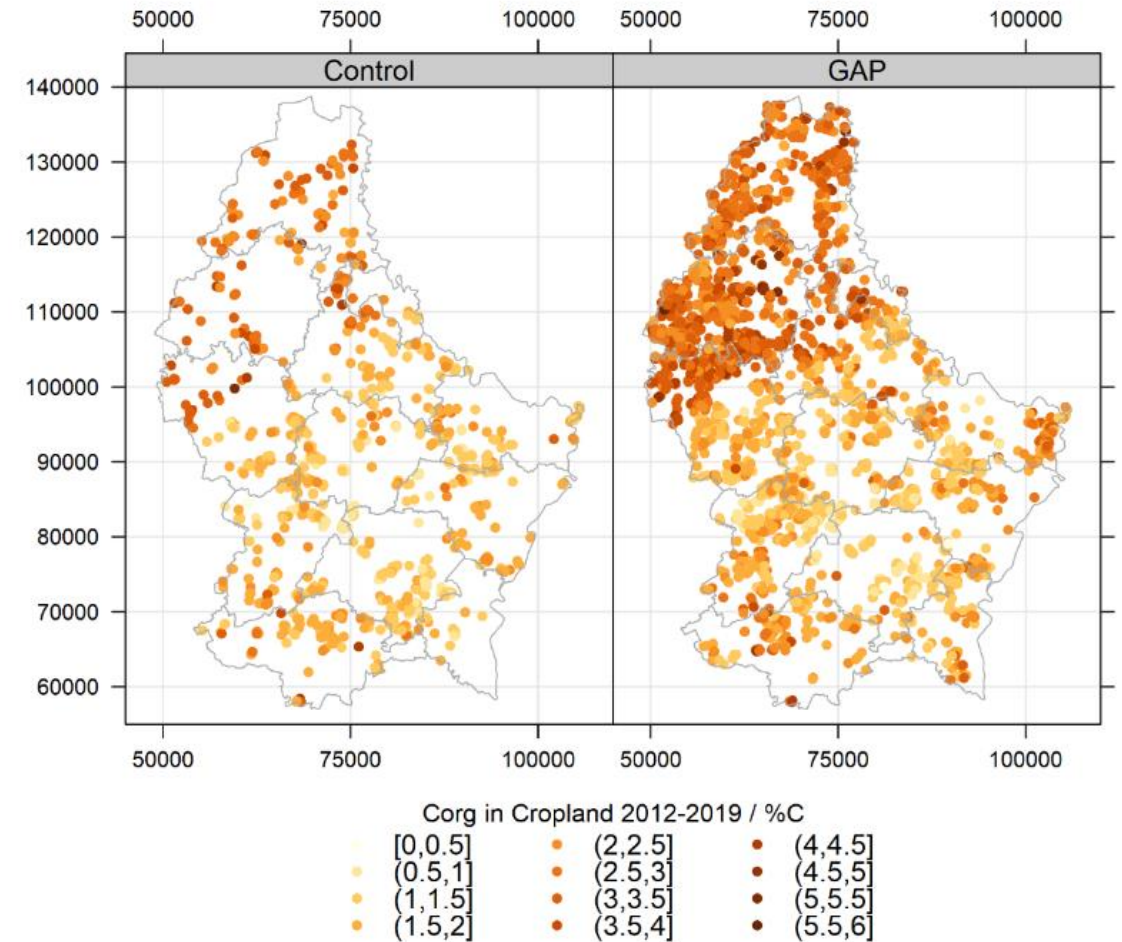 50000 75000 100000 50000 75000 100000
Control GAP
140000
130000
120000
110000
100000
90000
80000
70000
60000
50000 75000 100000 50000 75000 100000
Corg in Cropland 2012-2019 / %C
[0,0.5] (2,2.5] (4,4.5]
(0.5,1] (2.5,3] (4.5,5]
(1,1.5] (3,3.5] (5,5.5]
(1.5,2] (3.5,4] (5.5,6]